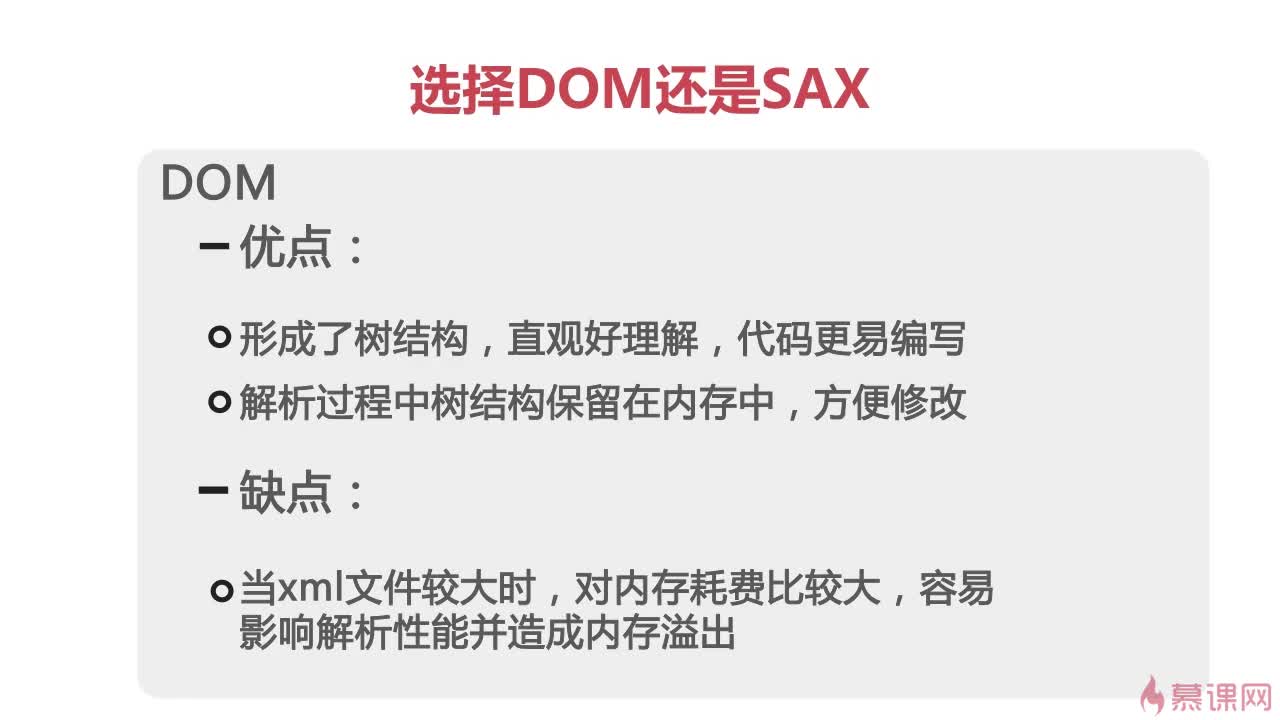 选择DOM还是SAX
DOM
– 优点：
形成了树结构，直观好理解，代码更易编写
解析过程中树结构保留在内存中，方便修改
– 缺点：
当xml文件较大时，对内存耗费比较大，容易
影响解析性能并造成内存溢出
慕课网